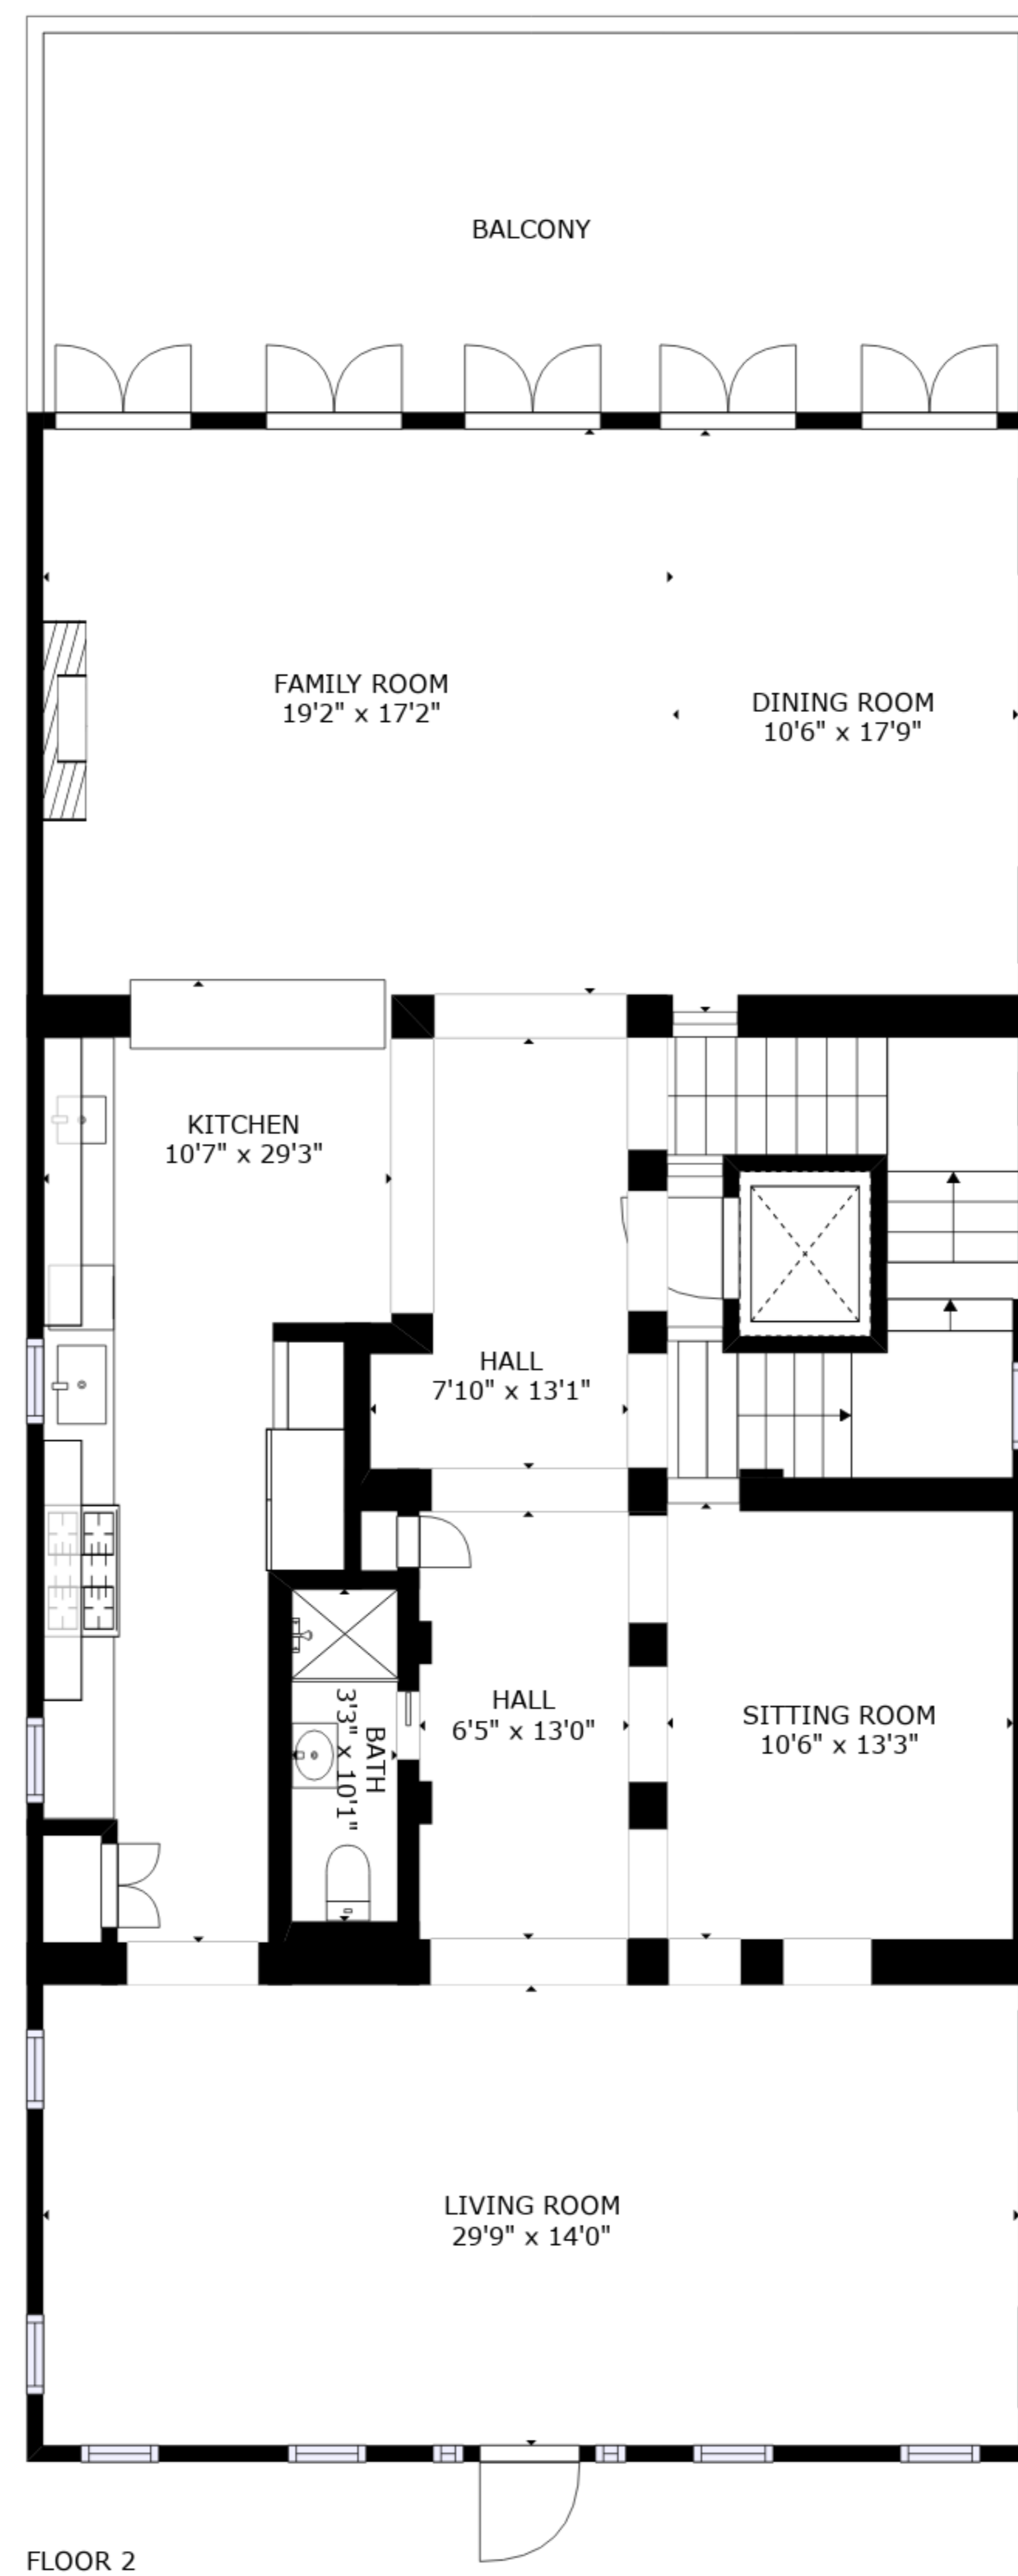 BALCONY
FAMILY ROOM
19'2" x 17'2"
DINING ROOM
10'6" x 17'9"
KITCHEN
10'7" x 29'3"
HALL
7'10" x 13'1"
HALL
6'5" x 13'0"
BATH
3'3" x 10'1"
SITTING ROOM
10'6" x 13'3"
LIVING ROOM
29'9" x 14'0"
FLOOR 2